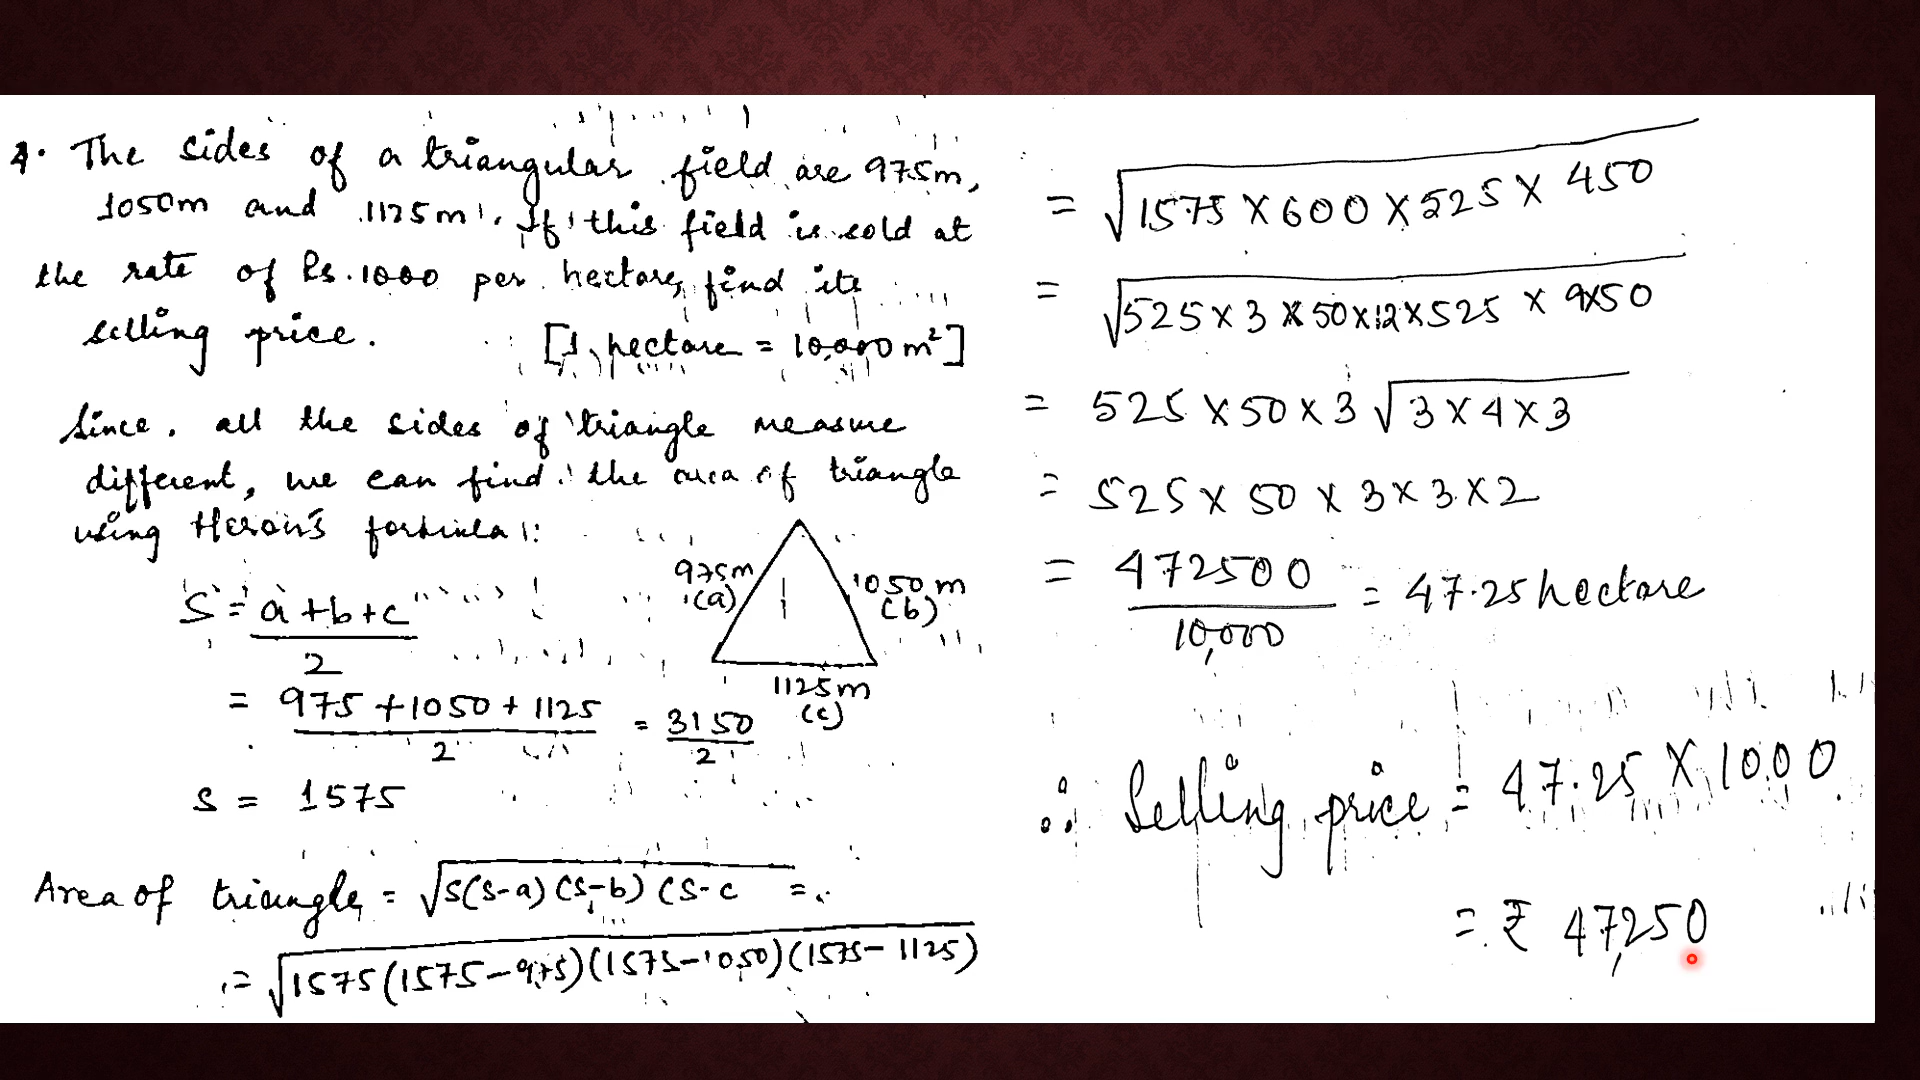 4. The sides of a triangular field are 975m,
1050m and 1125m. If this field is sold at
the rate of Rs. 1000 per hectare, find its
selling price. [1 hectare = 10,000 m²]
Since, all the sides of triangle measure
different, we can find the area of triangle
using Heron's formula:
975m
(a)
1050 m
(b)
1125m
(c)
S = a+b+c
2
= 975 + 1050 + 1125 = 3150
2 2
s = 1575
Area of triangle = √s(s-a) (s-b) (s-c =
= √1575(1575-975)(1575-1050)(1575-1125)
= √1575 X 600 X 525 X 450
= √525 x 3 x 50 x 12 x 525 x 9x50
= 525 x 50 x 3 √3 x 4 x 3
= 525 x 50 x 3 x 3 x 2
= 472500 = 47.25 hectare
10,000
∴ Selling price = 47.25 X 1000
= ₹ 47,250